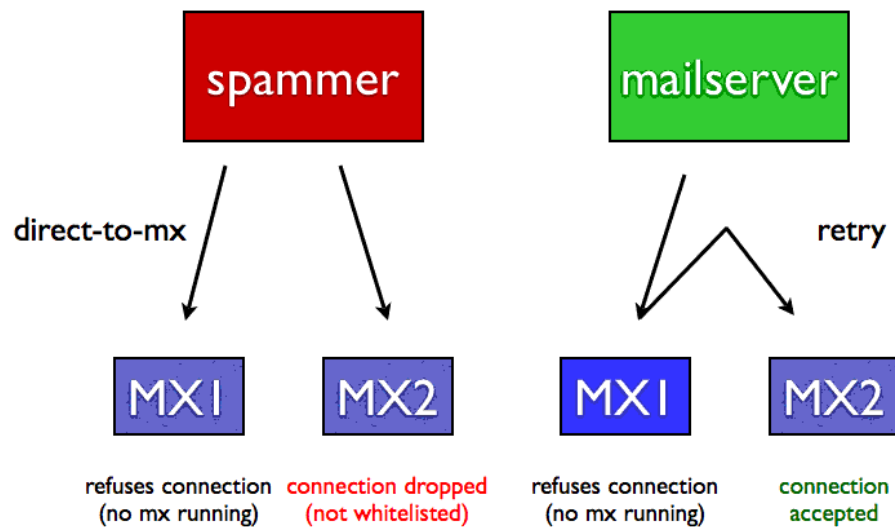 spammer
mailserver
direct-to-mx
retry
MX1
MX2
MX1
MX2
refuses connection
(no mx running)
connection dropped
(not whitelisted)
refuses connection
(no mx running)
connection
accepted